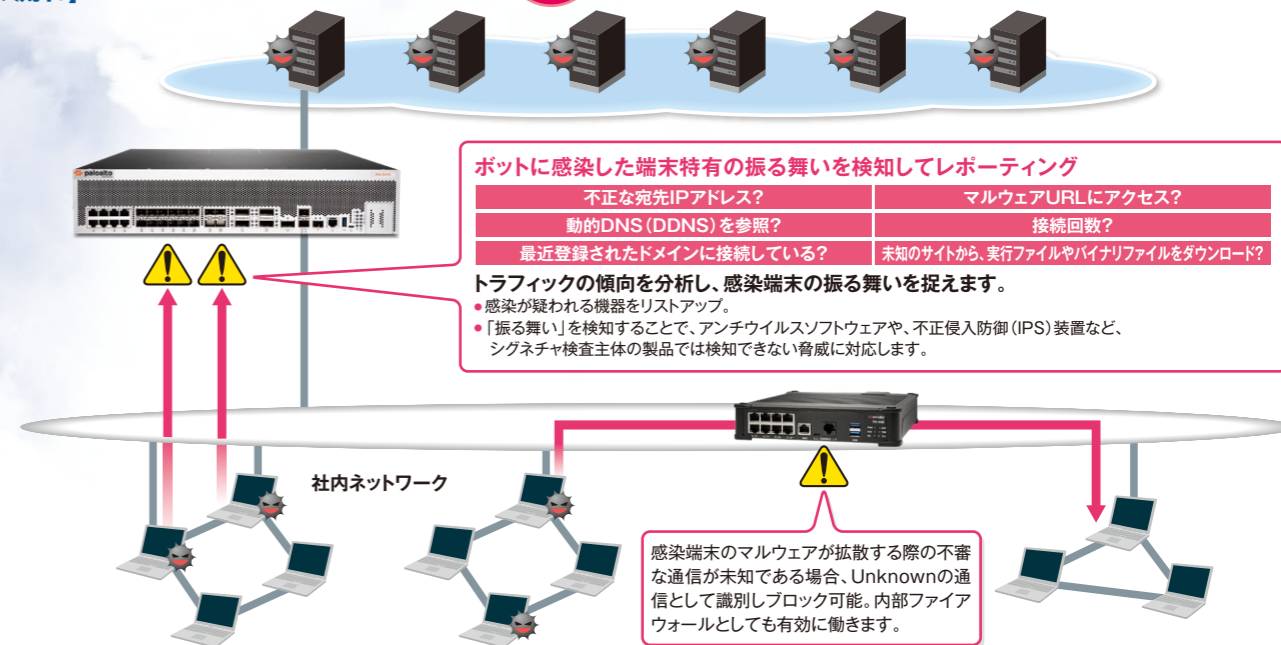 paloalto
ボットに感染した端末特有の振る舞いを検知してレポーティング
不正な宛先IPアドレス?
マルウェアURLにアクセス?
動的DNS(DDNS)を参照?
接続回数?
最近登録されたドメインに接続している?
未知のサイトから、実行ファイルやバイナリファイルをダウンロード?
トラフィックの傾向を分析し、感染端末の振る舞いを捉えます。
●感染が疑われる機器をリストアップ。
●「振る舞い」を検知することで、アンチウイルスソフトウェアや、不正侵入防御(IPS)装置など、
シグネチャ検査主体の製品では検知できない脅威に対応します。
社内ネットワーク
感染端末のマルウェアが拡散する際の不審
な通信が未知である場合、Unknownの通
信として識別しブロック可能。内部ファイア
ウォールとしても有効に働きます。